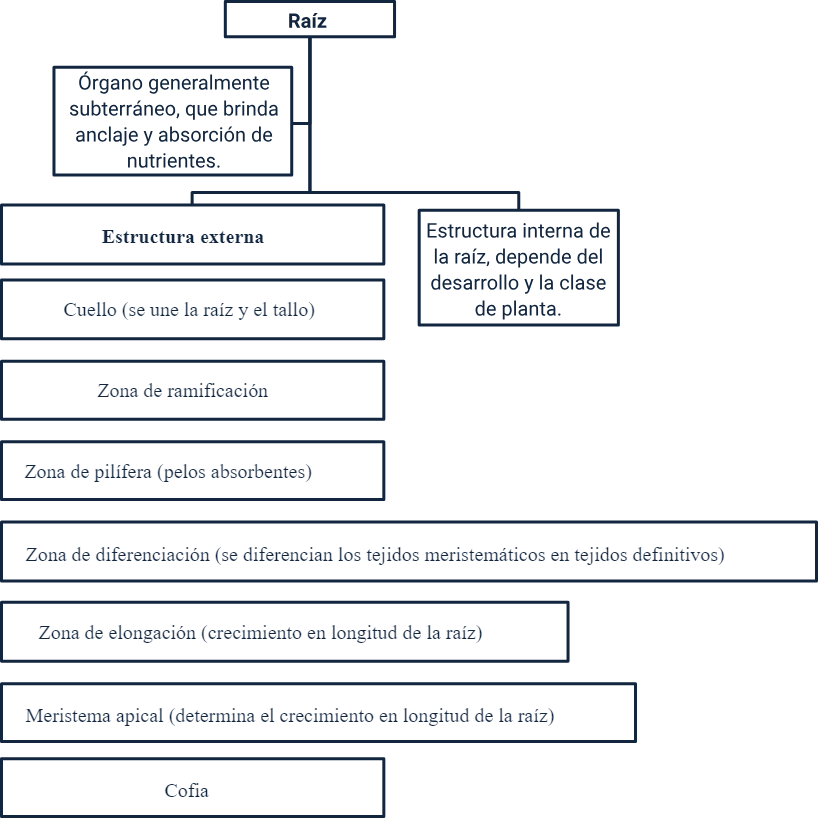 Raíz
Órgano generalmente
subterráneo, que brinda
anclaje y absorción de
nutrientes.
Estructura externa
Estructura interna de
la raíz, depende del
desarrollo y la clase
de planta.
Cuello (se une la raíz y el tallo)
Zona de ramificación
Zona de pilífera (pelos absorbentes)
Zona de diferenciación (se diferencian los tejidos meristemáticos en tejidos definitivos)
Zona de elongación (crecimiento en longitud de la raíz)
Meristema apical (determina el crecimiento en longitud de la raíz)
Cofia